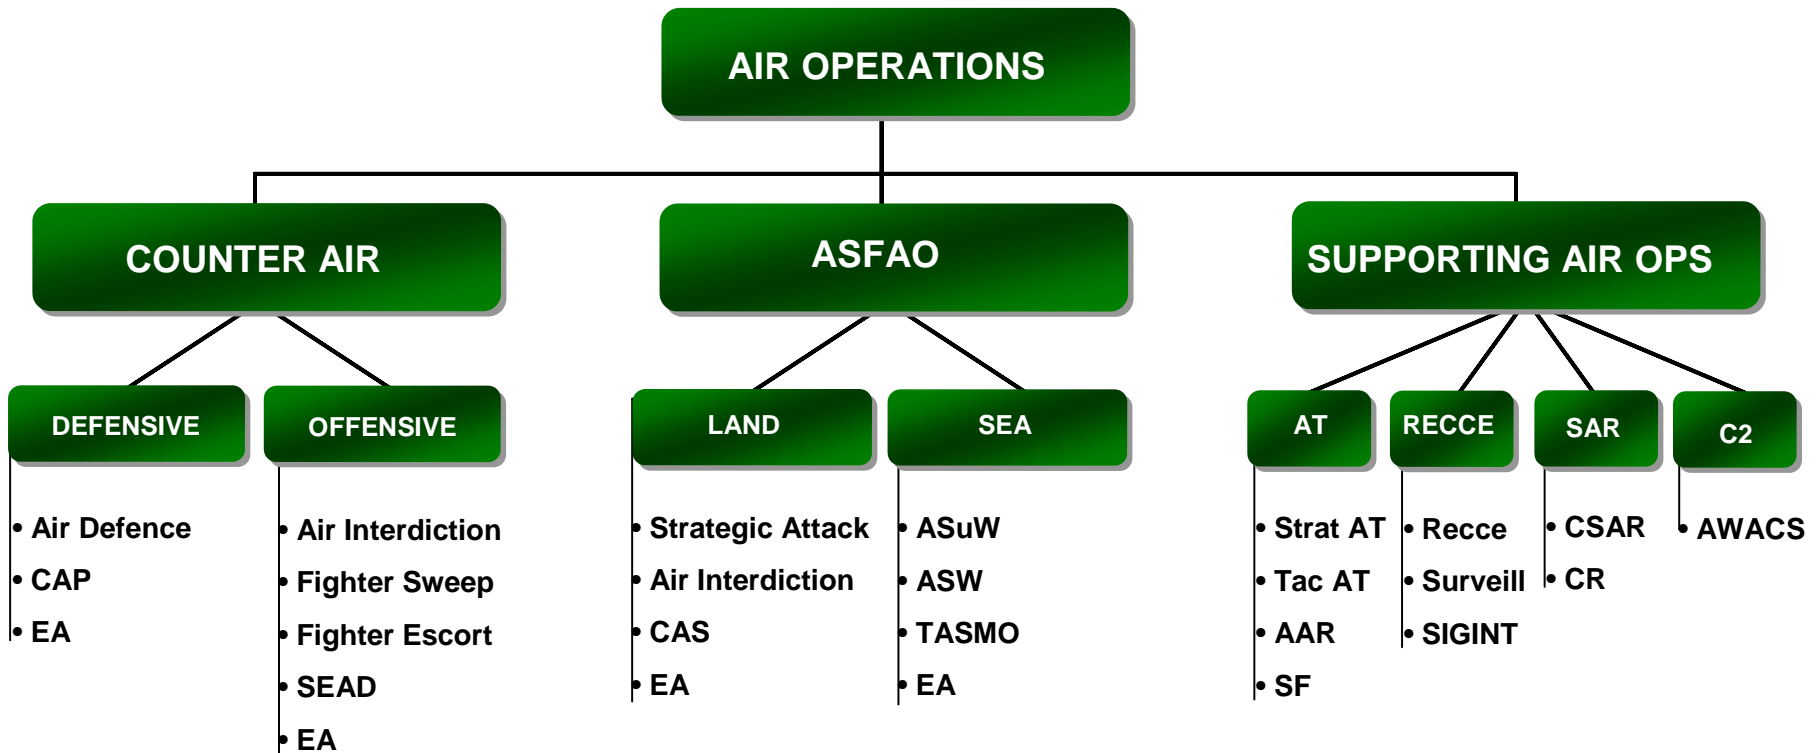 AIR OPERATIONS
COUNTER AIR
ASFAO
SUPPORTING AIR OPS
DEFENSIVE
• Air Defence
• CAP
• EA
OFFENSIVE
• Air Interdiction
• Fighter Sweep
• Fighter Escort
• SEAD
• EA
LAND
• Strategic Attack
• Air Interdiction
• CAS
• EA
SEA
• ASuW
• ASW
• TASMO
• EA
AT
• Strat AT
• Tac AT
• AAR
• SF
RECCE
• Recce
• Surveill
• SIGINT
SAR
• CSAR
• CR
C2
• AWACS